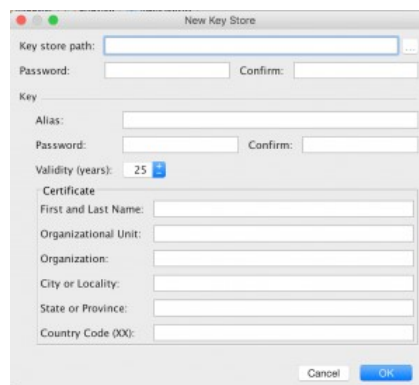 New Key Store
Key store path:
...
Password: Confirm:
Key
Alias:
Password: Confirm:
Validity (years): 25
Certificate
First and Last Name:
Organizational Unit:
Organization:
City or Locality:
State or Province:
Country Code (XX):
Cancel OK